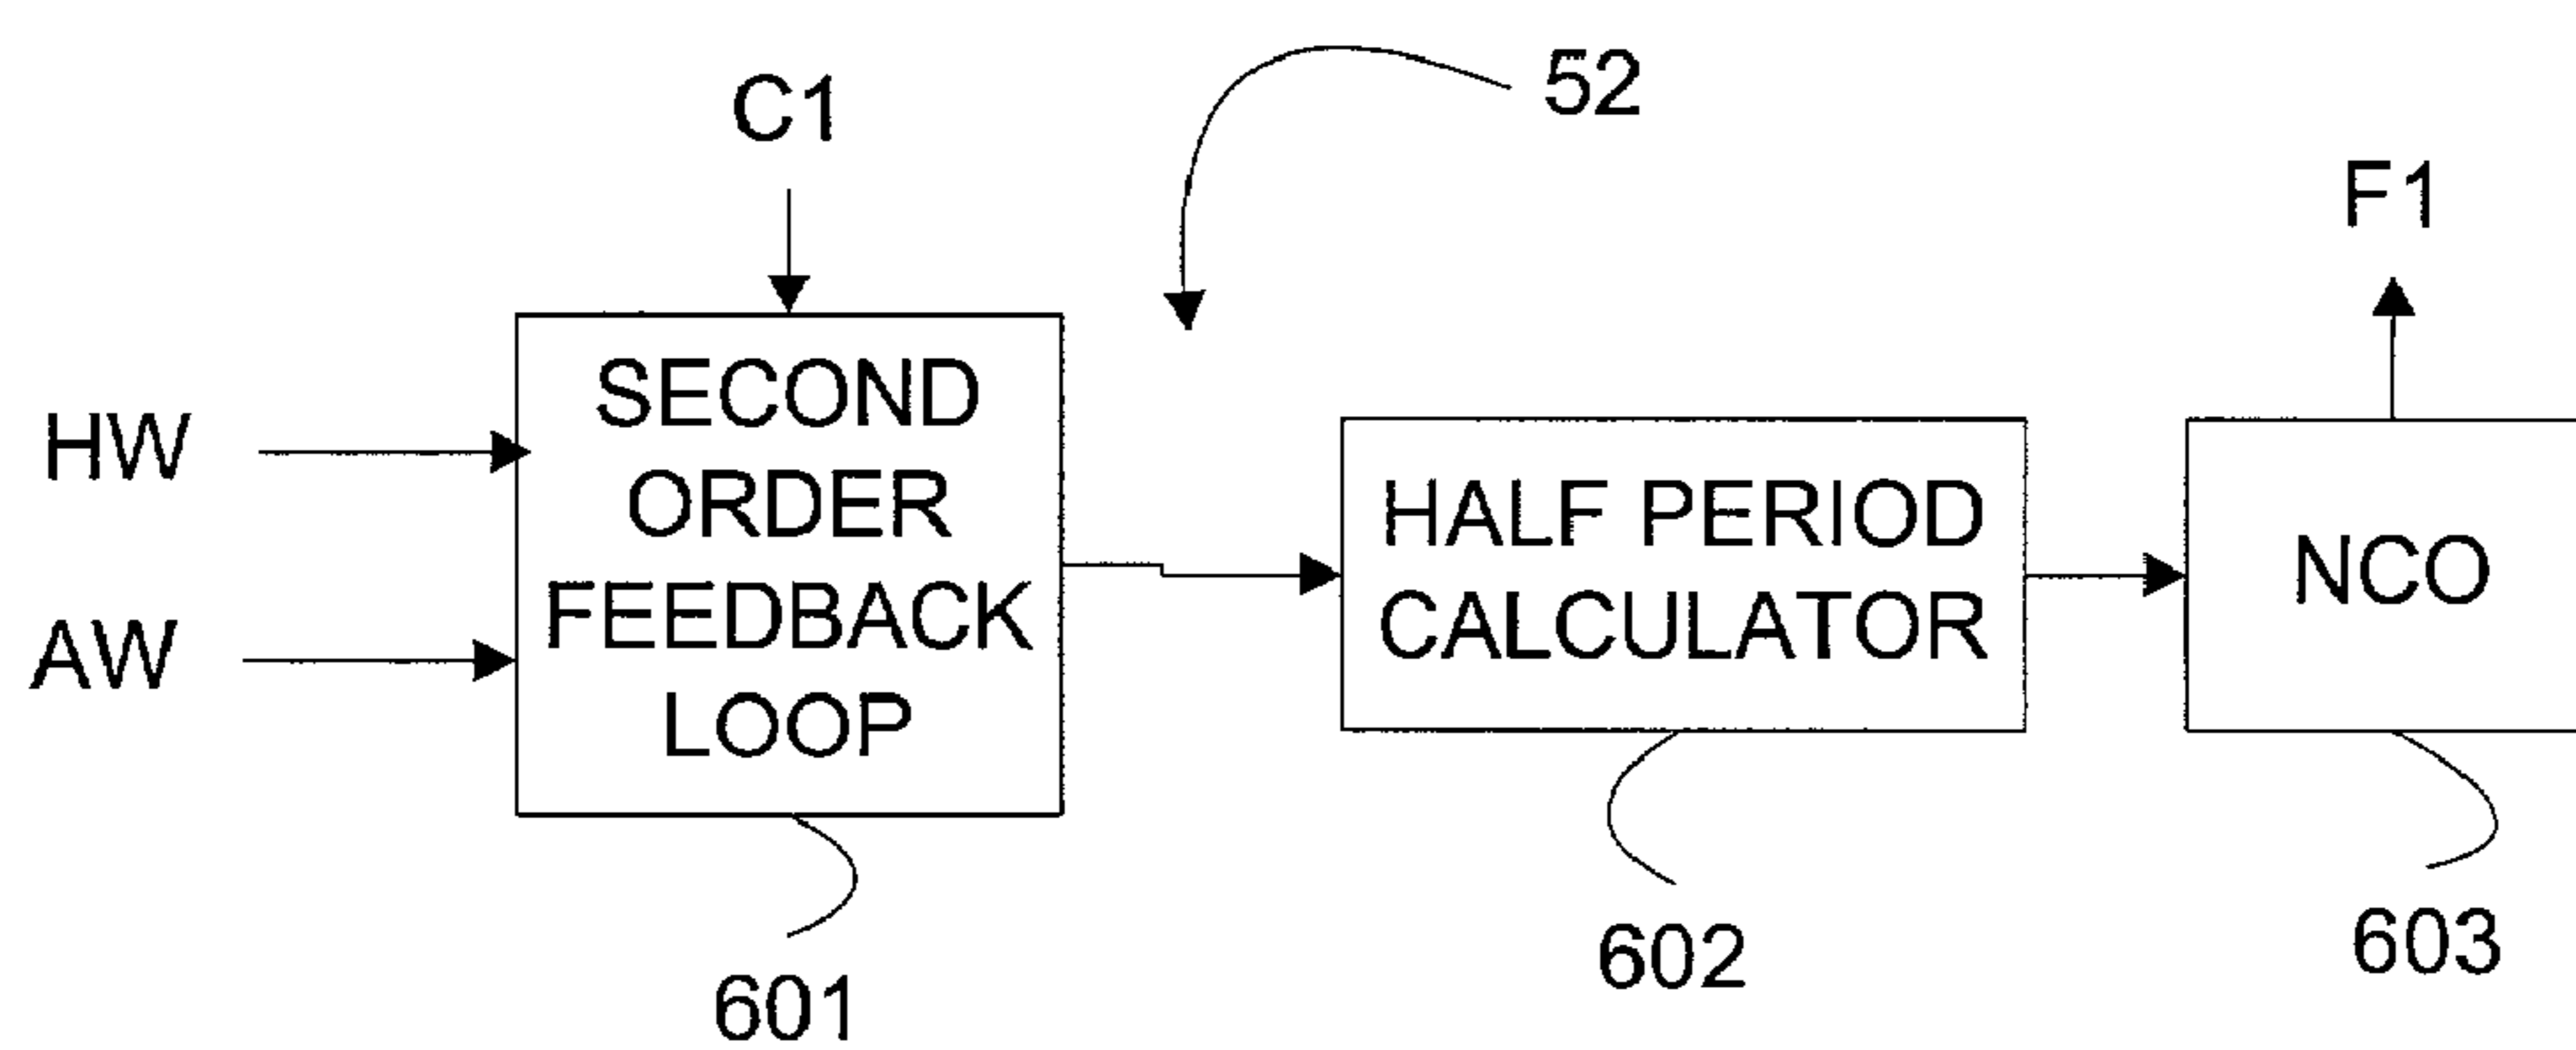 52
C1
F1
SECOND
ORDER
FEEDBACK
LOOP
HW
AW
HALF PERIOD
CALCULATOR
NCO
601
602
603